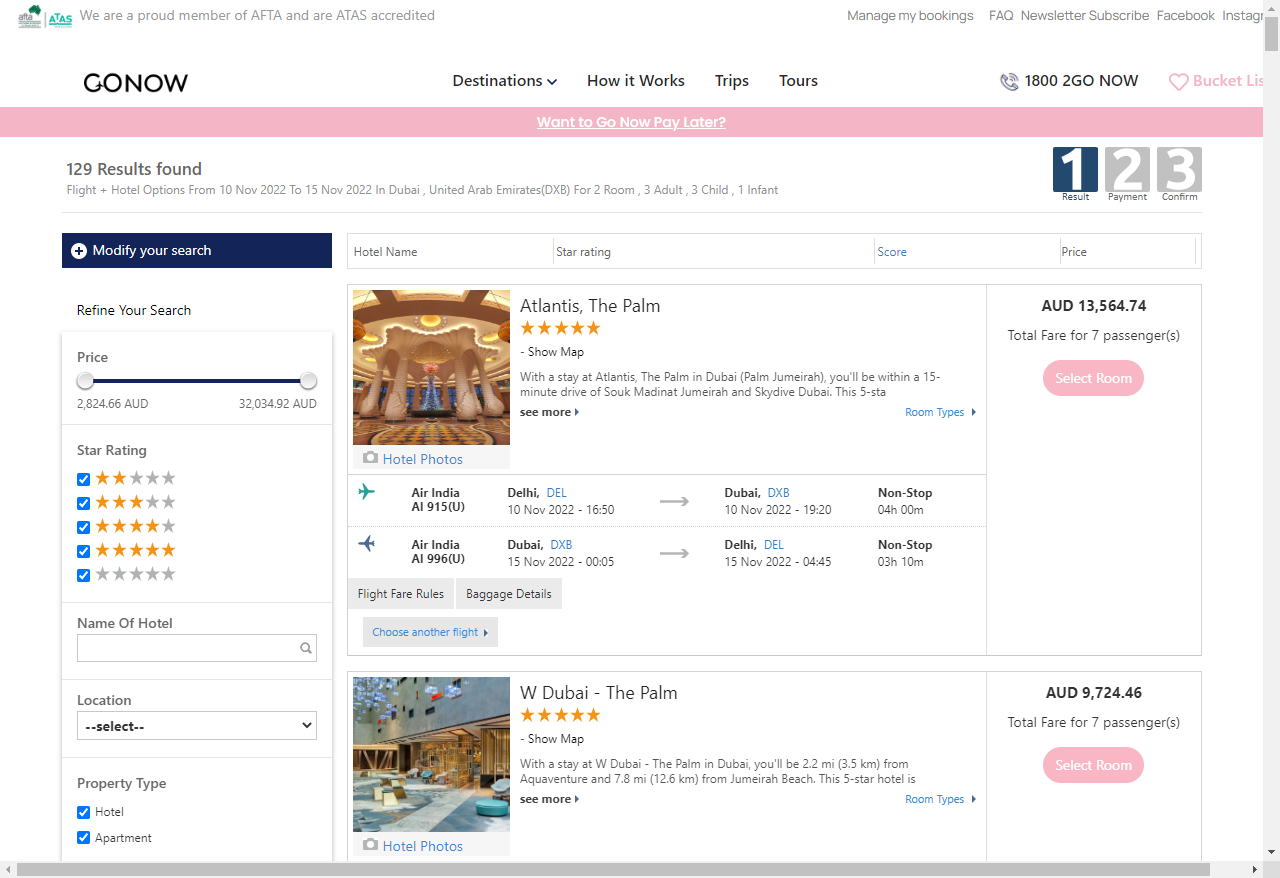 afta ATAS We are a proud member of AFTA and are ATAS accredited
Manage my bookings FAQ Newsletter Subscribe Facebook Instagr
GONOW
Destinations How it Works Trips Tours
1800 2GO NOW Bucket Lis
Want to Go Now Pay Later?
129 Results found
Flight + Hotel Options From 10 Nov 2022 To 15 Nov 2022 In Dubai , United Arab Emirates(DXB) For 2 Room , 3 Adult , 3 Child , 1 Infant
1 2 3
Result Payment Confirm
Modify your search
Refine Your Search
Price
2,824.66 AUD 32,034.92 AUD
Star Rating
Name Of Hotel
Location
--select--
Property Type
Hotel
Apartment
Hotel Name Star rating Score Price
Atlantis, The Palm
- Show Map
With a stay at Atlantis, The Palm in Dubai (Palm Jumeirah), you'll be within a 15-
minute drive of Souk Madinat Jumeirah and Skydive Dubai. This 5-sta
see more Room Types
Hotel Photos
AUD 13,564.74
Total Fare for 7 passenger(s)
Select Room
Air India Delhi, DEL Dubai, DXB Non-Stop
AI 915(U) 10 Nov 2022 - 16:50 10 Nov 2022 - 19:20 04h 00m
Air India Dubai, DXB Delhi, DEL Non-Stop
AI 996(U) 15 Nov 2022 - 00:05 15 Nov 2022 - 04:45 03h 10m
Flight Fare Rules Baggage Details
Choose another flight
W Dubai - The Palm
- Show Map
With a stay at W Dubai - The Palm in Dubai, you'll be 2.2 mi (3.5 km) from
Aquaventure and 7.8 mi (12.6 km) from Jumeirah Beach. This 5-star hotel is
see more Room Types
Hotel Photos
AUD 9,724.46
Total Fare for 7 passenger(s)
Select Room